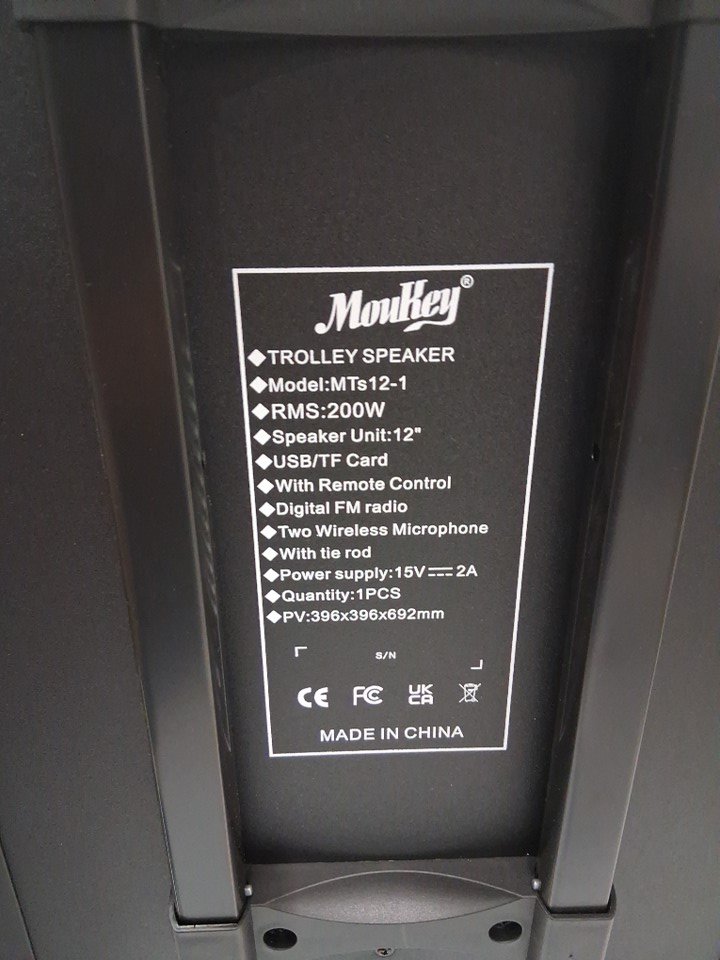 MouKey®
◆TROLLEY SPEAKER
◆Model:MTs12-1
◆RMS:200W
◆Speaker Unit:12"
◆USB/TF Card
◆With Remote Control
◆Digital FM radio
◆Two Wireless Microphone
◆With tie rod
◆Power supply:15V⎓2A
◆Quantity:1PCS
◆PV:396x396x692mm
S/N
CE FC UK CA
MADE IN CHINA